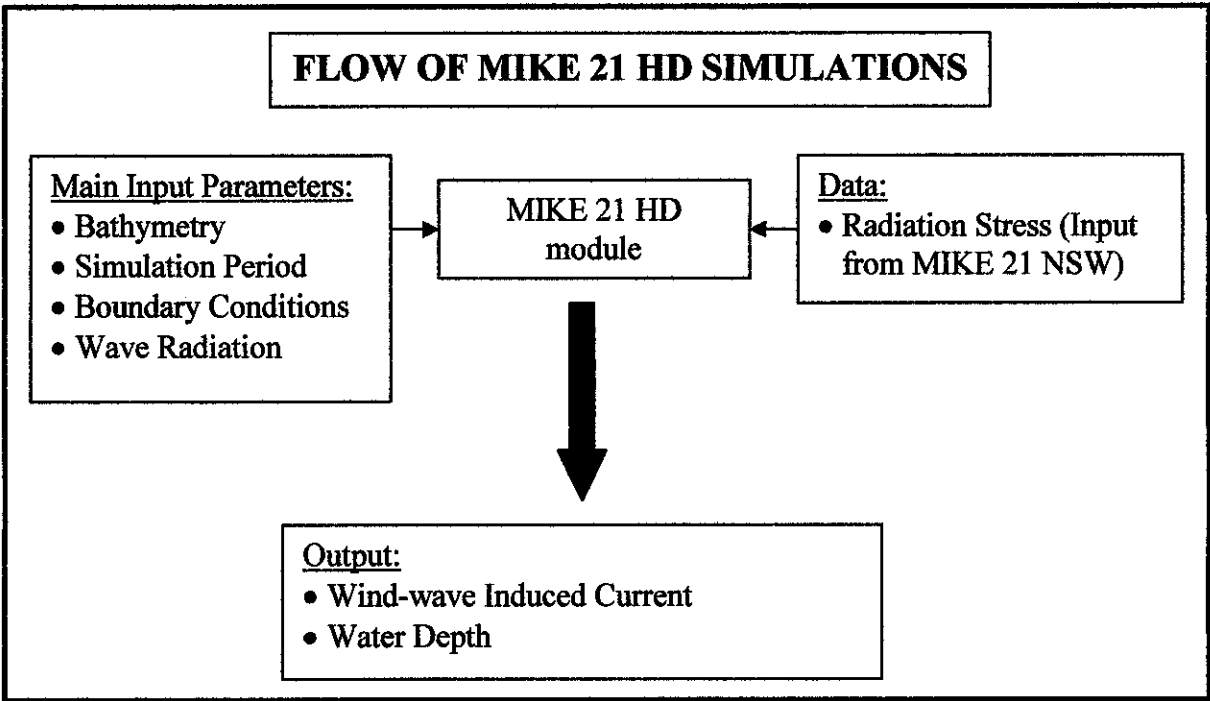 FLOW OF MIKE 21 HD SIMULATIONS
Main Input Parameters:
• Bathymetry
• Simulation Period
• Boundary Conditions
• Wave Radiation
MIKE 21 HD
module
Data:
• Radiation Stress (Input
from MIKE 21 NSW)
Output:
• Wind-wave Induced Current
• Water Depth